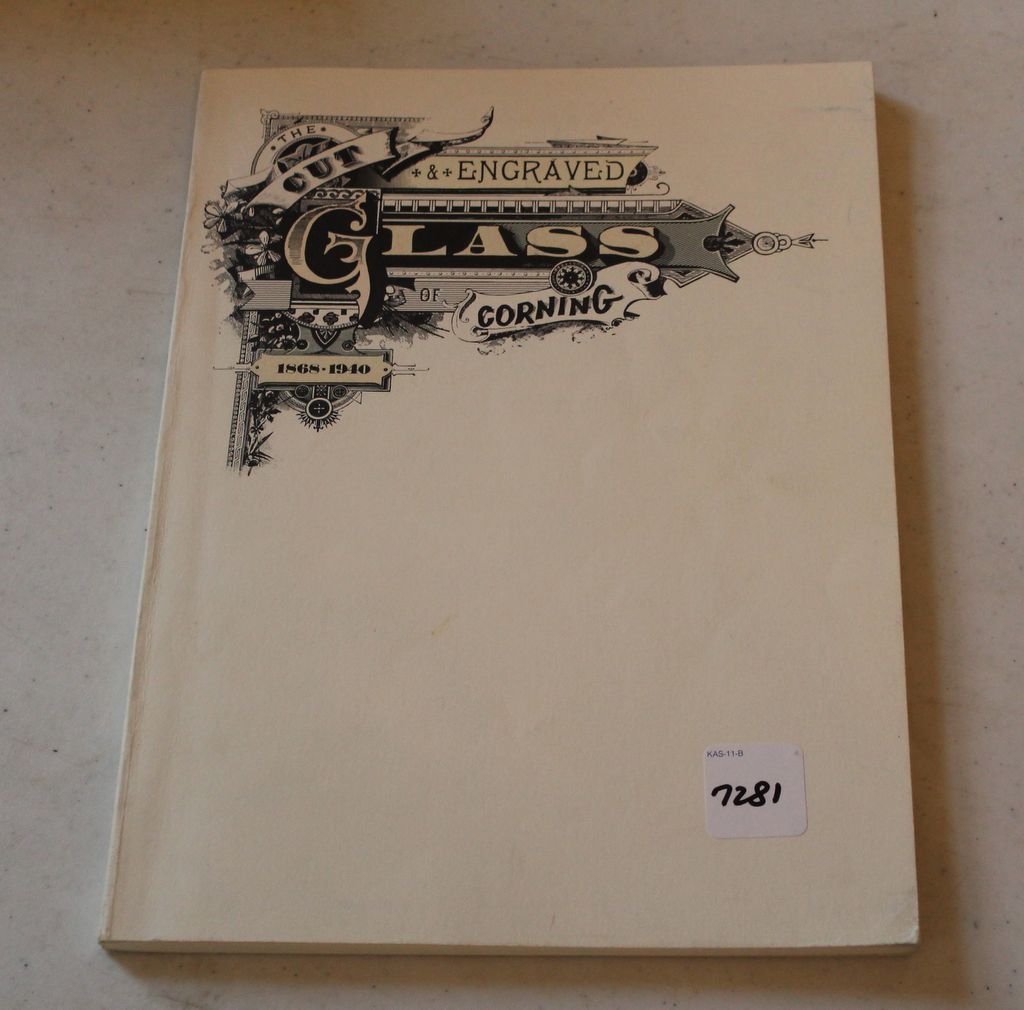 THE
CUT
& ENGRAVED
GLASS
OF CORNING
1868-1940
KAS-11-B
7281